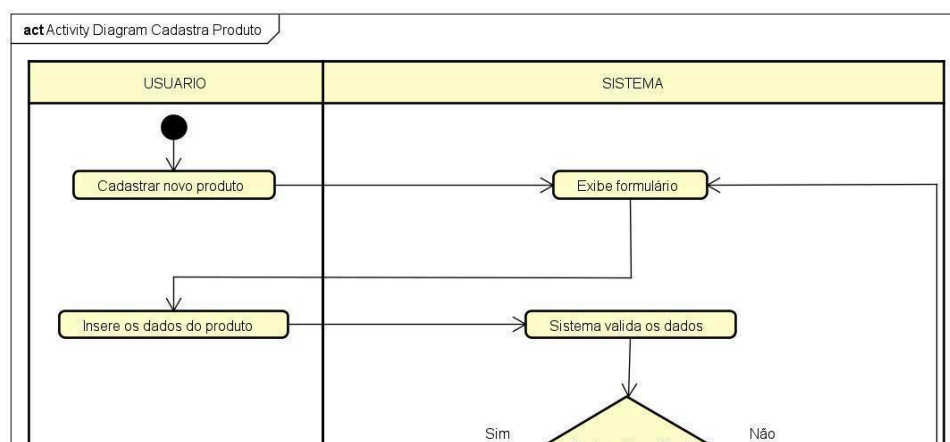 act Activity Diagram Cadastra Produto
USUARIO
SISTEMA
Cadastrar novo produto
Exibe formulário
Insere os dados do produto
Sistema valida os dados
Sim
Não